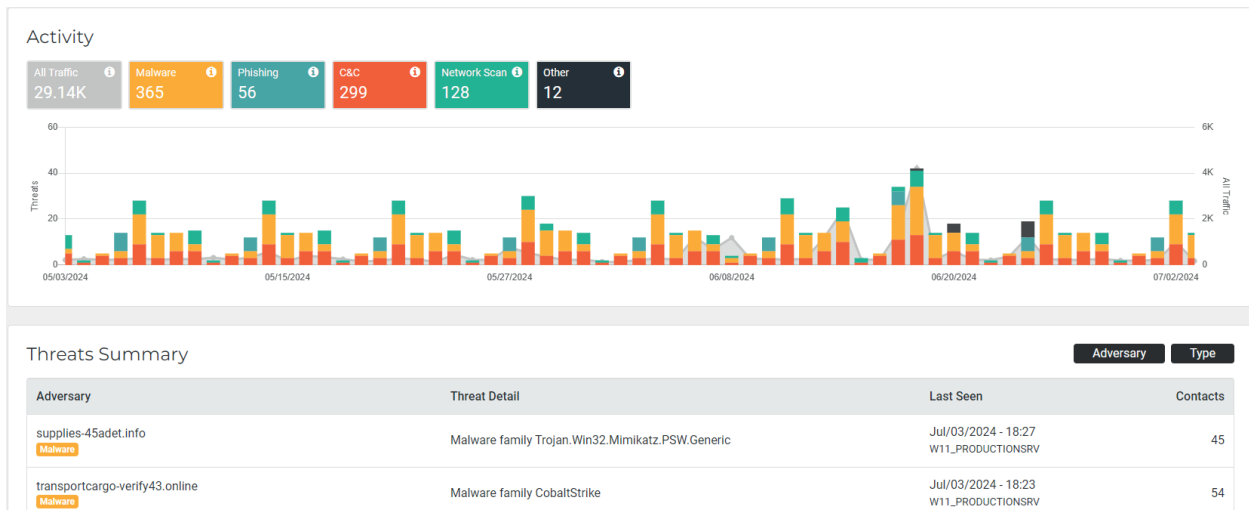 Activity
All Traffic
29.14K
Malware
365
Phishing
56
C&C
299
Network Scan
128
Other
12
60
40
20
0
Threats
6K
4K
2K
0
All Traffic
05/03/2024
05/15/2024
05/27/2024
06/08/2024
06/20/2024
07/02/2024
Threats Summary
Adversary Type
Adversary Threat Detail Last Seen Contacts
supplies-45adet.info
Malware
Malware family Trojan.Win32.Mimikatz.PSW.Generic
Jul/03/2024 - 18:27
W11_PRODUCTIONSRV
45
transportcargo-verify43.online
Malware
Malware family CobaltStrike
Jul/03/2024 - 18:23
W11_PRODUCTIONSRV
54